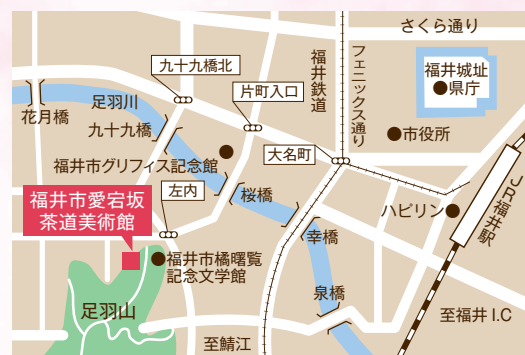 さくら通り
九十九橋北
福井鉄道
フェニックス通り
福井城址
県庁
片町入口
足羽川
花月橋
九十九橋
市役所
大名町
福井市グリフィス記念館
JR福井駅
左内
福井市愛宕坂
茶道美術館
桜橋
ハピリン
幸橋
福井市橘曙覧
記念文学館
泉橋
足羽山
至福井I.C
至鯖江